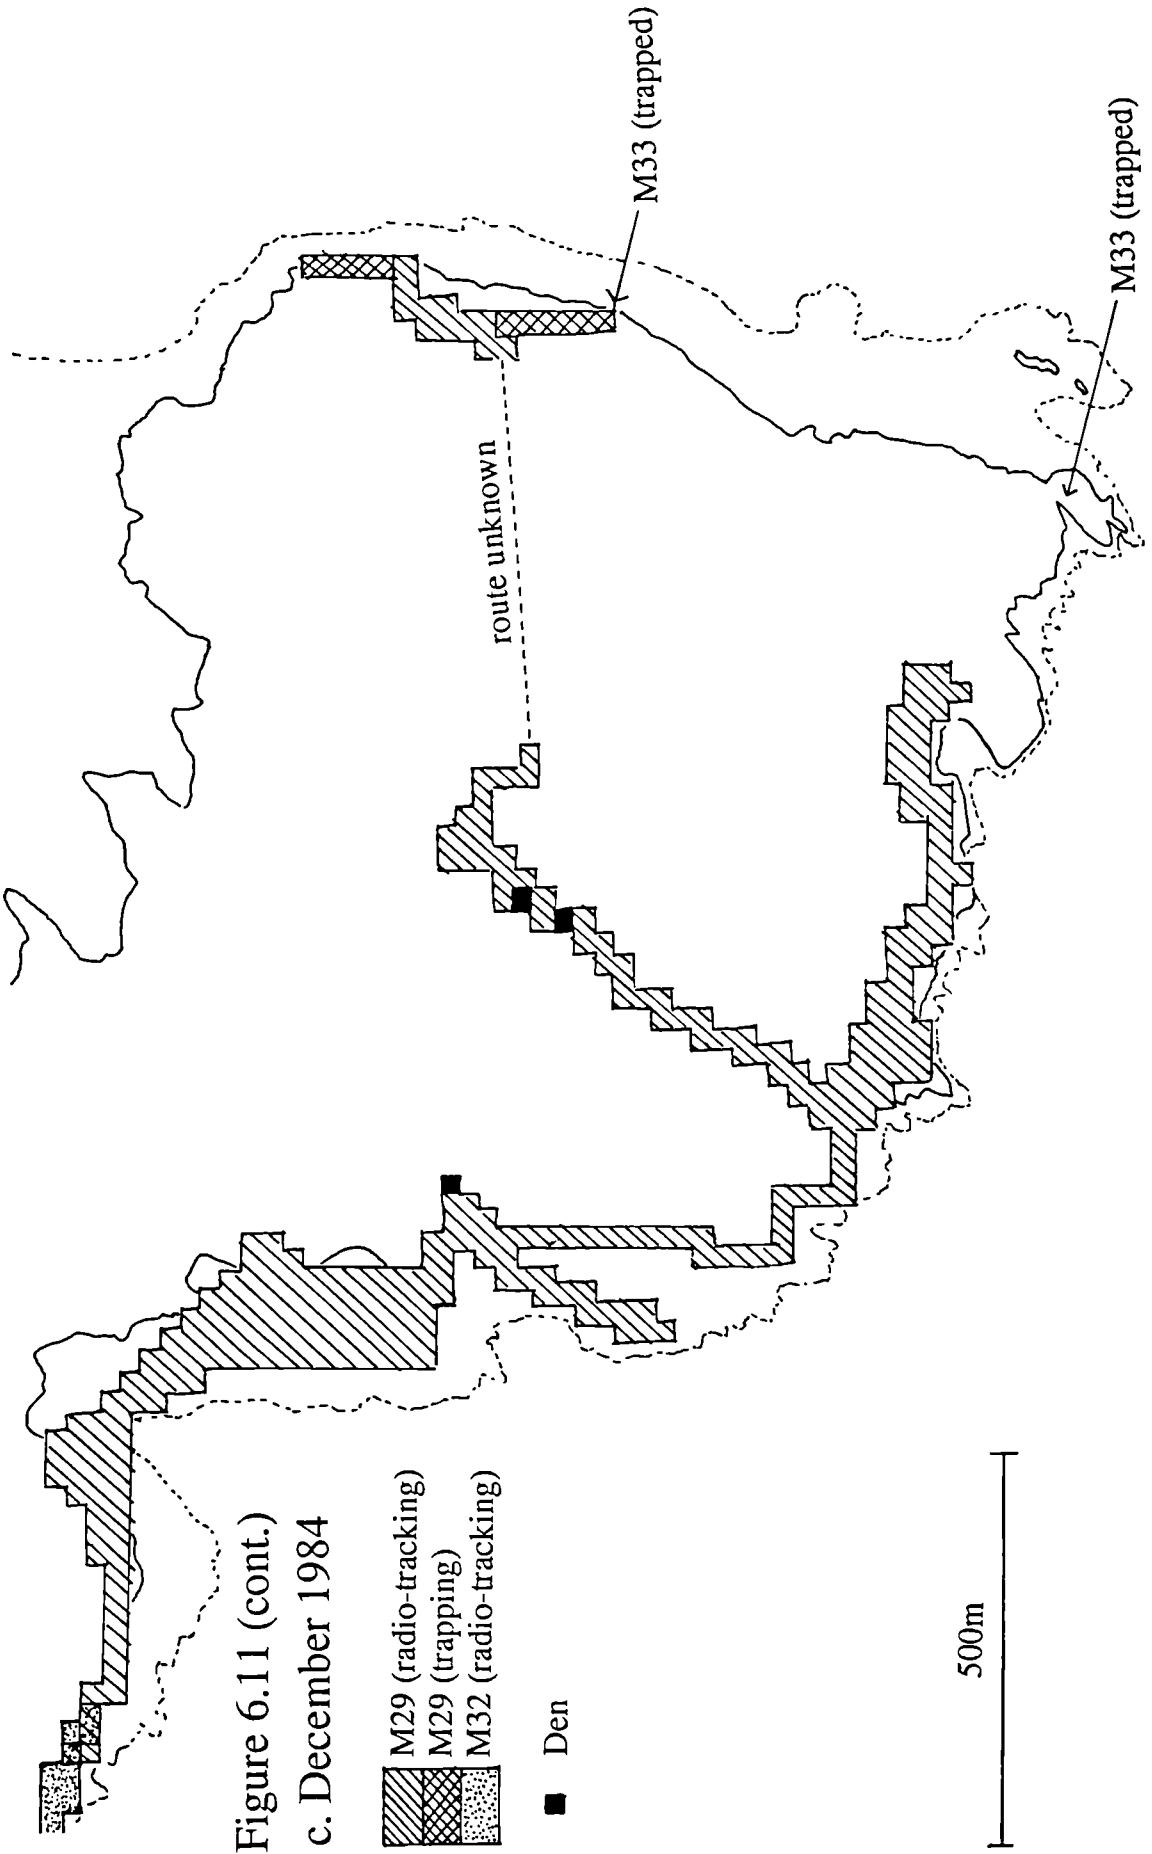 Figure 6.11 (cont.)
c. December 1984
M29 (radio-tracking)
M29 (trapping)
M32 (radio-tracking)
Den
500m
route unknown
M33 (trapped)
M33 (trapped)